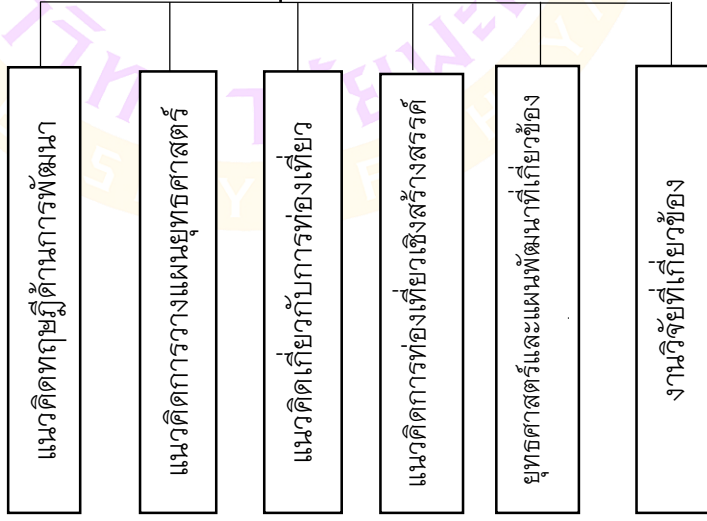 แนวคิดทฤษฎีด้านการพัฒนา
แนวคิดการวางแผนยุทธศาสตร์
แนวคิดเกี่ยวกับการท่องเที่ยว
แนวคิดการท่องเที่ยวเชิงสร้างสรรค์
ยุทธศาสตร์และแผนพัฒนาที่เกี่ยวข้อง
งานวิจัยที่เกี่ยวข้อง